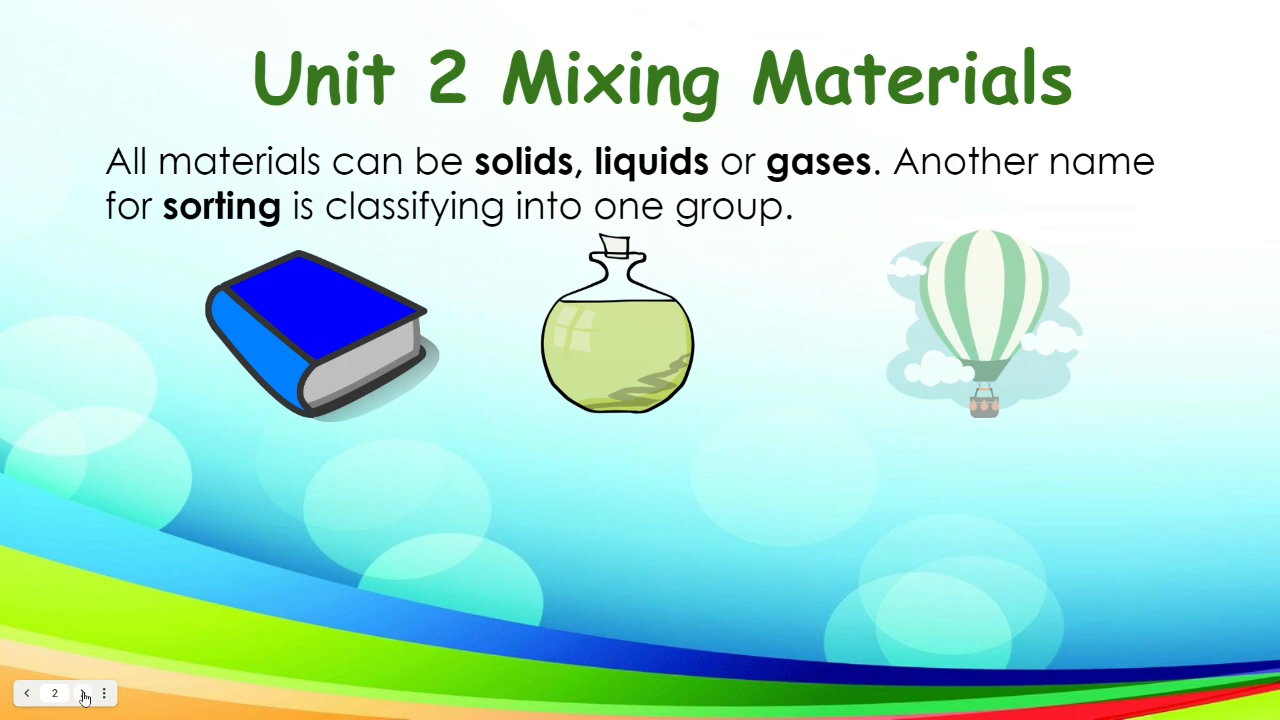 Unit 2 Mixing Materials
All materials can be solids, liquids or gases. Another name
for sorting is classifying into one group.
2